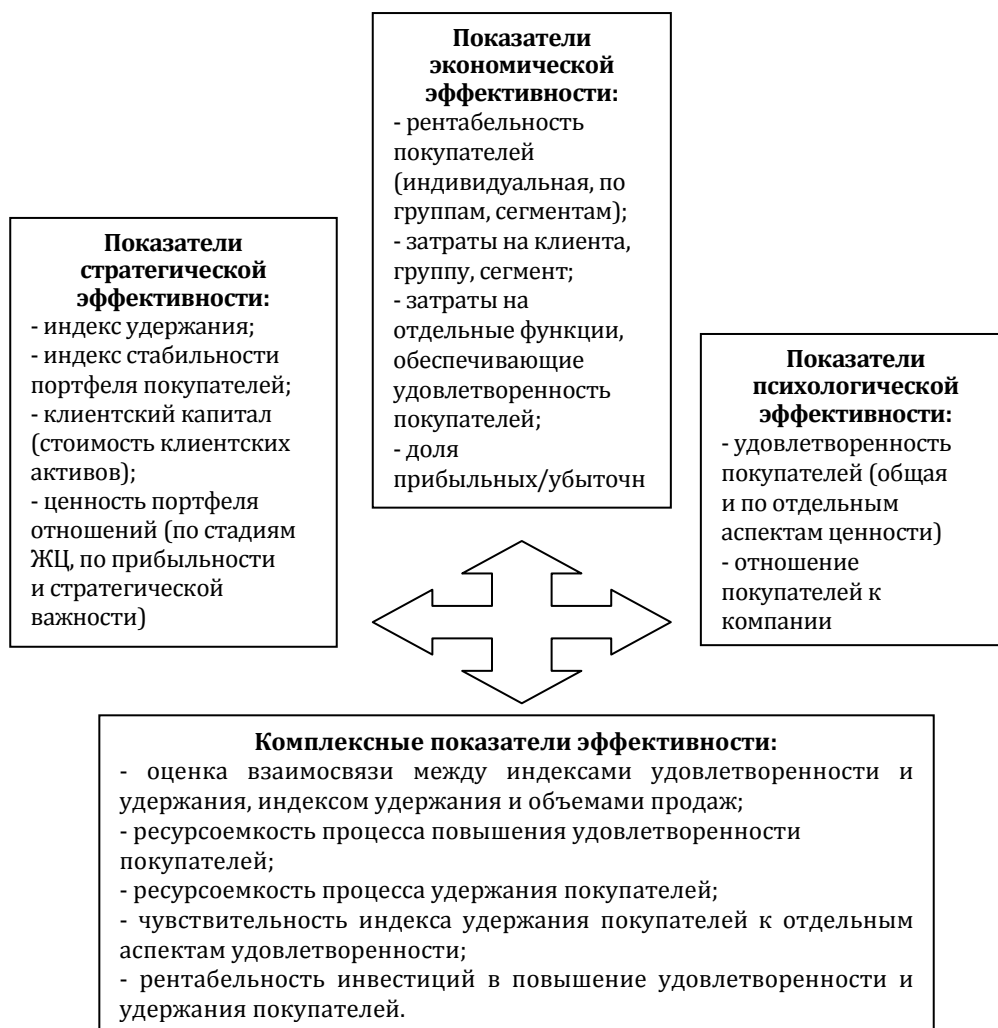 Показатели
экономической
эффективности:
- рентабельность
покупателей
(индивидуальная, по
группам, сегментам);
- затраты на клиента,
группу, сегмент;
- затраты на
отдельные функции,
обеспечивающие
удовлетворенность
покупателей;
- доля
прибыльных/убыточн
Показатели
стратегической
эффективности:
- индекс удержания;
- индекс стабильности
портфеля покупателей;
- клиентский капитал
(стоимость клиентских
активов);
- ценность портфеля
отношений (по стадиям
ЖЦ, по прибыльности
и стратегической
важности)
Показатели
психологической
эффективности:
- удовлетворенность
покупателей (общая
и по отдельным
аспектам ценности)
- отношение
покупателей к
компании
Комплексные показатели эффективности:
- оценка взаимосвязи между индексами удовлетворенности и
удержания, индексом удержания и объемами продаж;
- ресурсоемкость процесса повышения удовлетворенности
покупателей;
- ресурсоемкость процесса удержания покупателей;
- чувствительность индекса удержания покупателей к отдельным
аспектам удовлетворенности;
- рентабельность инвестиций в повышение удовлетворенности и
удержания покупателей.